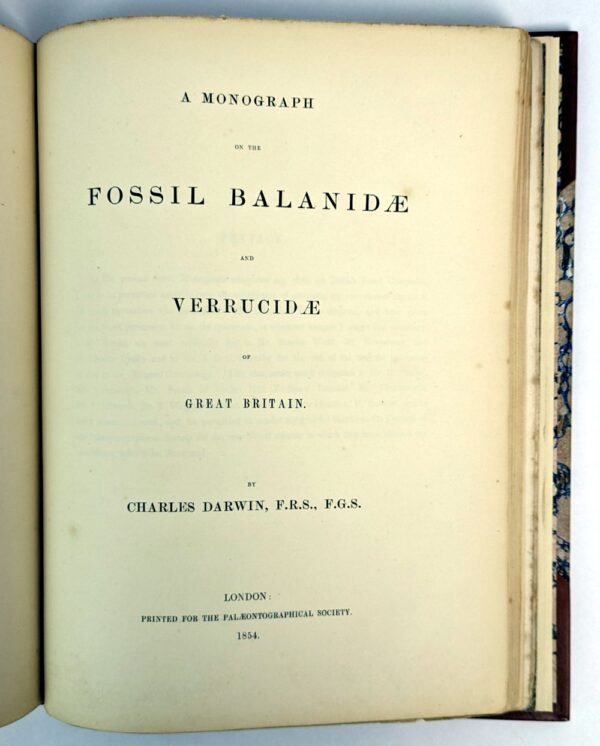 A MONOGRAPH
ON THE
FOSSIL BALANIDÆ
AND
VERRUCIDÆ
OF
GREAT BRITAIN.
BY
CHARLES DARWIN, F.R.S., F.G.S.
LONDON:
PRINTED FOR THE PALÆONTOGRAPHICAL SOCIETY.
1854.